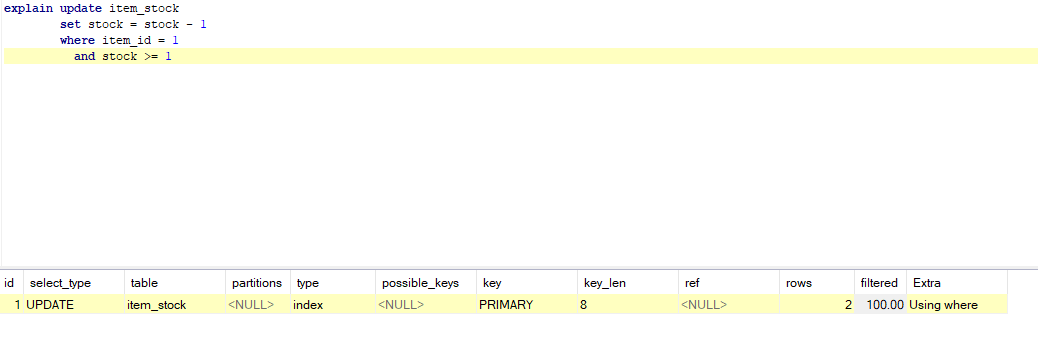 explain update item_stock
set stock = stock - 1
where item_id = 1
and stock >= 1
id select_type table partitions type possible_keys key key_len ref rows filtered Extra
1 UPDATE item_stock <NULL> index <NULL> PRIMARY 8 <NULL> 2 100.00 Using where